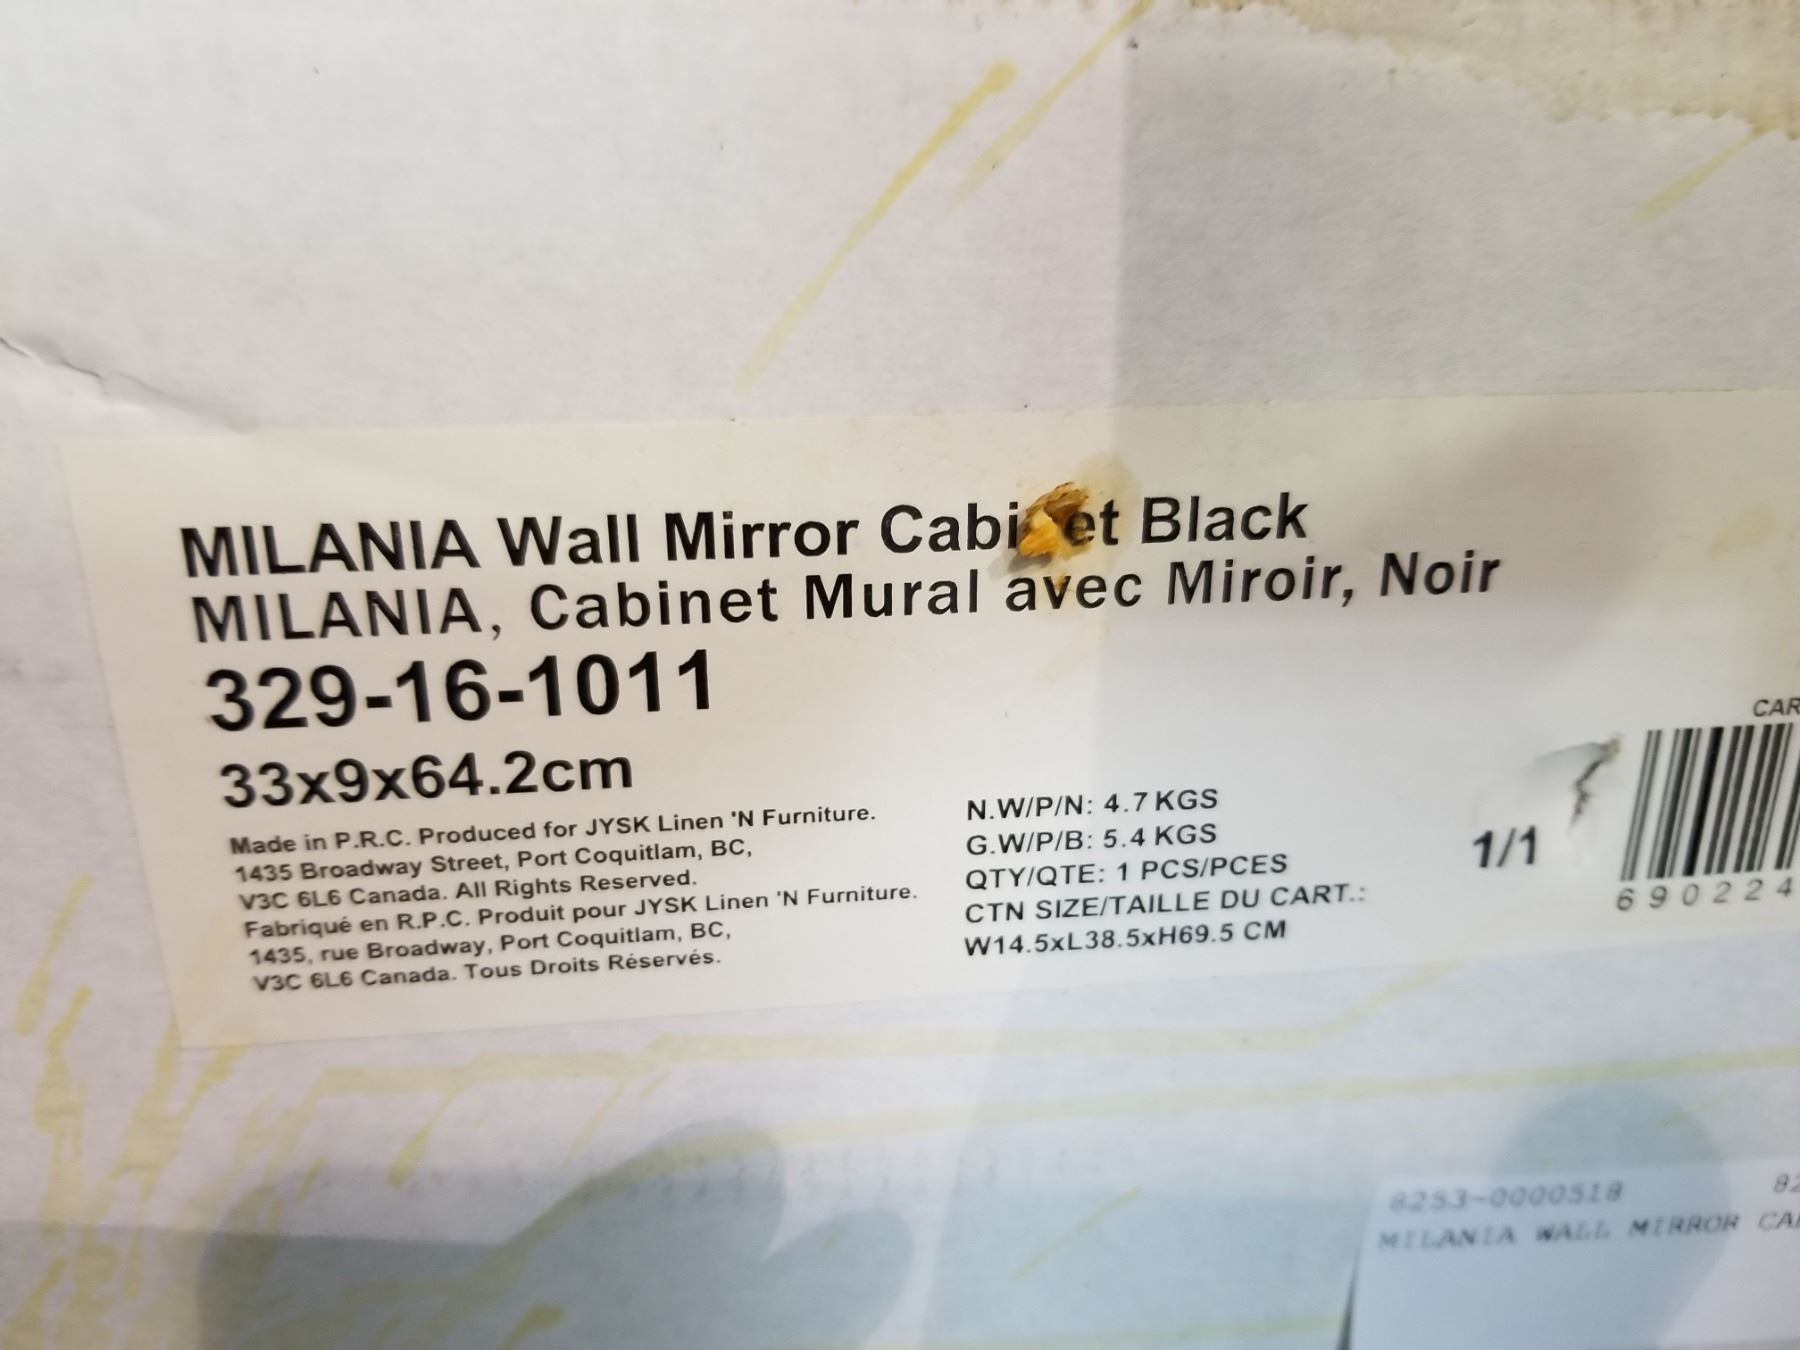 MILANIA Wall Mirror Cabinet Black
MILANIA, Cabinet Mural avec Miroir, Noir
329-16-1011
33x9x64.2cm
Made in P.R.C. Produced for JYSK Linen 'N Furniture.
1435 Broadway Street, Port Coquitlam, BC,
V3C 6L6 Canada. All Rights Reserved.
Fabriqué en R.P.C. Produit pour JYSK Linen 'N Furniture.
1435, rue Broadway, Port Coquitlam, BC,
V3C 6L6 Canada. Tous Droits Réservés.
N.W/P/N: 4.7 KGS
G.W/P/B: 5.4 KGS
QTY/QTE: 1 PCS/PCES
CTN SIZE/TAILLE DU CART.:
W14.5xL38.5xH69.5 CM
1/1
CAR
690224
8253-0000518
MILANIA WALL MIRROR CA